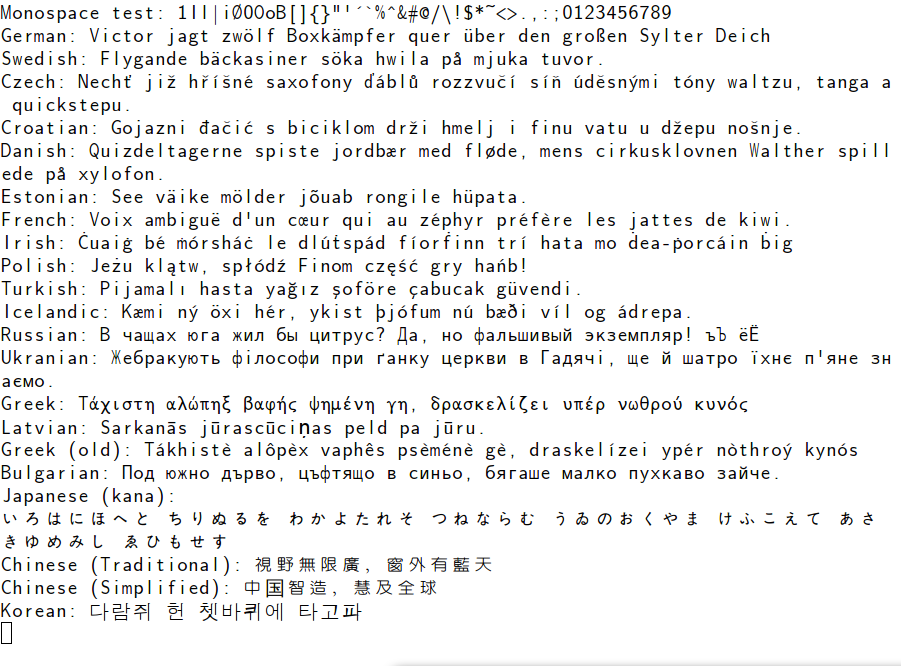 Monospace test: 1Il|iØ0OoB[]{}"'´`%^&#@/\!$*~<>.,:;0123456789
German: Victor jagt zwölf Boxkämpfer quer über den großen Sylter Deich
Swedish: Flygande bäckasiner söka hwila på mjuka tuvor.
Czech: Nechť již hříšné saxofony ďáblů rozzvučí síň úděsnými tóny waltzu, tanga a
quickstepu.
Croatian: Gojazni đačić s biciklom drži hmelj i finu vatu u džepu nošnje.
Danish: Quizdeltagerne spiste jordbær med fløde, mens cirkusklovnen Walther spill
ede på xylofon.
Estonian: See väike mölder jõuab rongile hüpata.
French: Voix ambiguë d'un cœur qui au zéphyr préfère les jattes de kiwi.
Irish: Ċuaiġ bé ṁórṡháċ le dlúṫspád fíorḟinn trí hata mo ḋea-ṗorcáin ḃig
Polish: Jeżu klątw, spłódź Finom część gry hańb!
Turkish: Pijamalı hasta yağız şoföre çabucak güvendi.
Icelandic: Kæmi ný öxi hér, ykist þjófum nú bæði víl og ádrepa.
Russian: В чащах юга жил бы цитрус? Да, но фальшивый экземпляр! ъЪ ёЁ
Ukranian: Жебракують філософи при ґанку церкви в Гадячі, ще й шатро їхнє п'яне зн
аємо.
Greek: Τάχιστη αλώπηξ βαφής ψημένη γη, δρασκελίζει υπέρ νωθρού κυνός
Latvian: Sarkanās jūrascūciņas peld pa jūru.
Greek (old): Tákhistè alôpèx vaphês psèménè gè, draskelízei ypér nòthroý kynós
Bulgarian: Под южно дърво, цъфтящо в синьо, бягаше малко пухкаво зайче.
Japanese (kana):
いろはにほへと ちりぬるを わかよたれそ つねならむ うゐのおくやま けふこえて あさ
きゆめみし ゑひもせす
Chinese (Traditional): 視野無限廣, 窗外有藍天
Chinese (Simplified): 中国智造, 慧及全球
Korean: 다람쥐 헌 쳇바퀴에 타고파